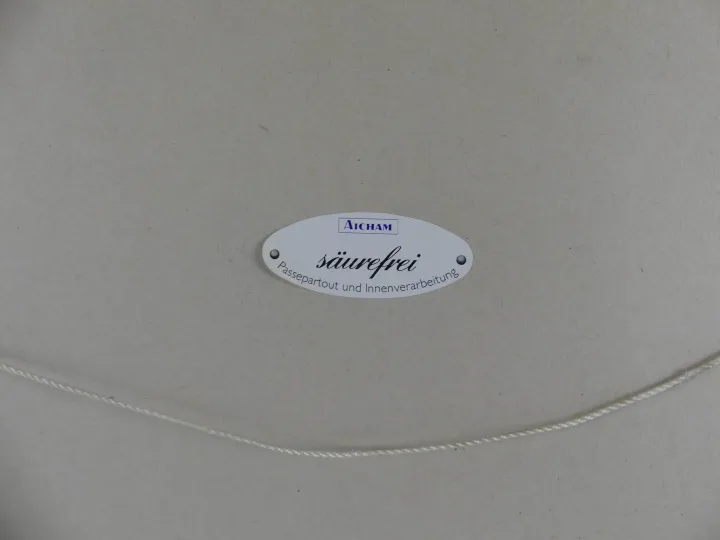 AICHAM
säurefrei
Passepartout und Innenverarbeitung